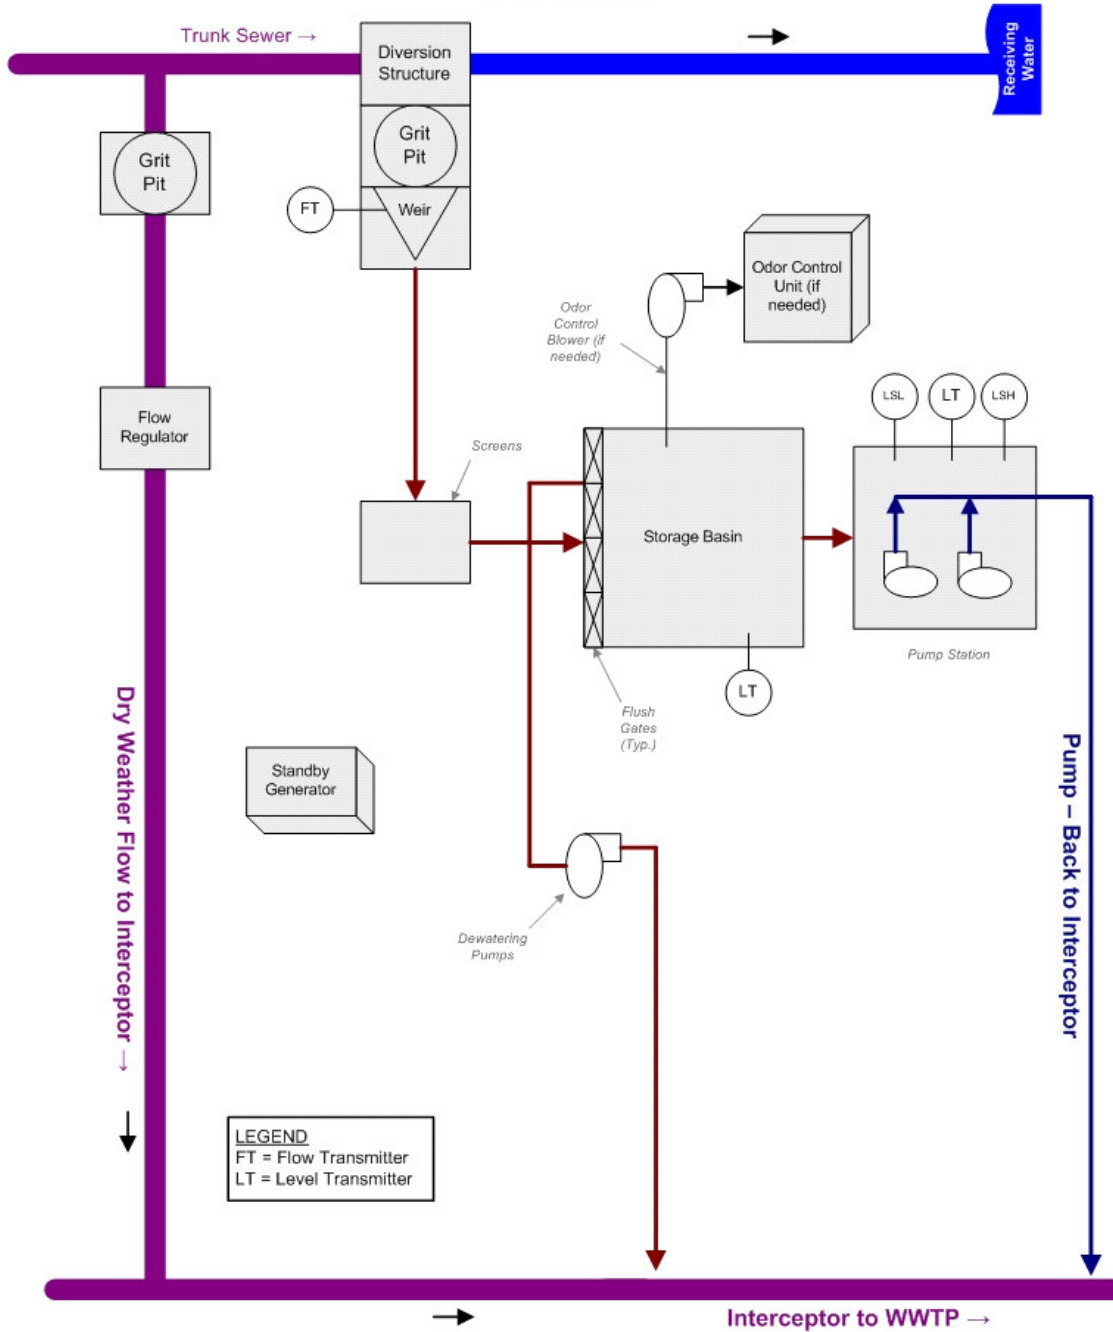 Trunk Sewer →
Diversion
Structure
Receiving
Water
Grit
Pit
Grit
Pit
FT
Weir
Odor Control
Unit (if
needed)
Odor
Control
Blower (if
needed)
LSL
LT
LSH
Flow
Regulator
Screens
Storage Basin
Pump Station
LT
Flush
Gates
(Typ.)
Dry Weather Flow to Interceptor →
Standby
Generator
Pump – Back to Interceptor
Dewatering
Pumps
LEGEND
FT = Flow Transmitter
LT = Level Transmitter
Interceptor to WWTP →